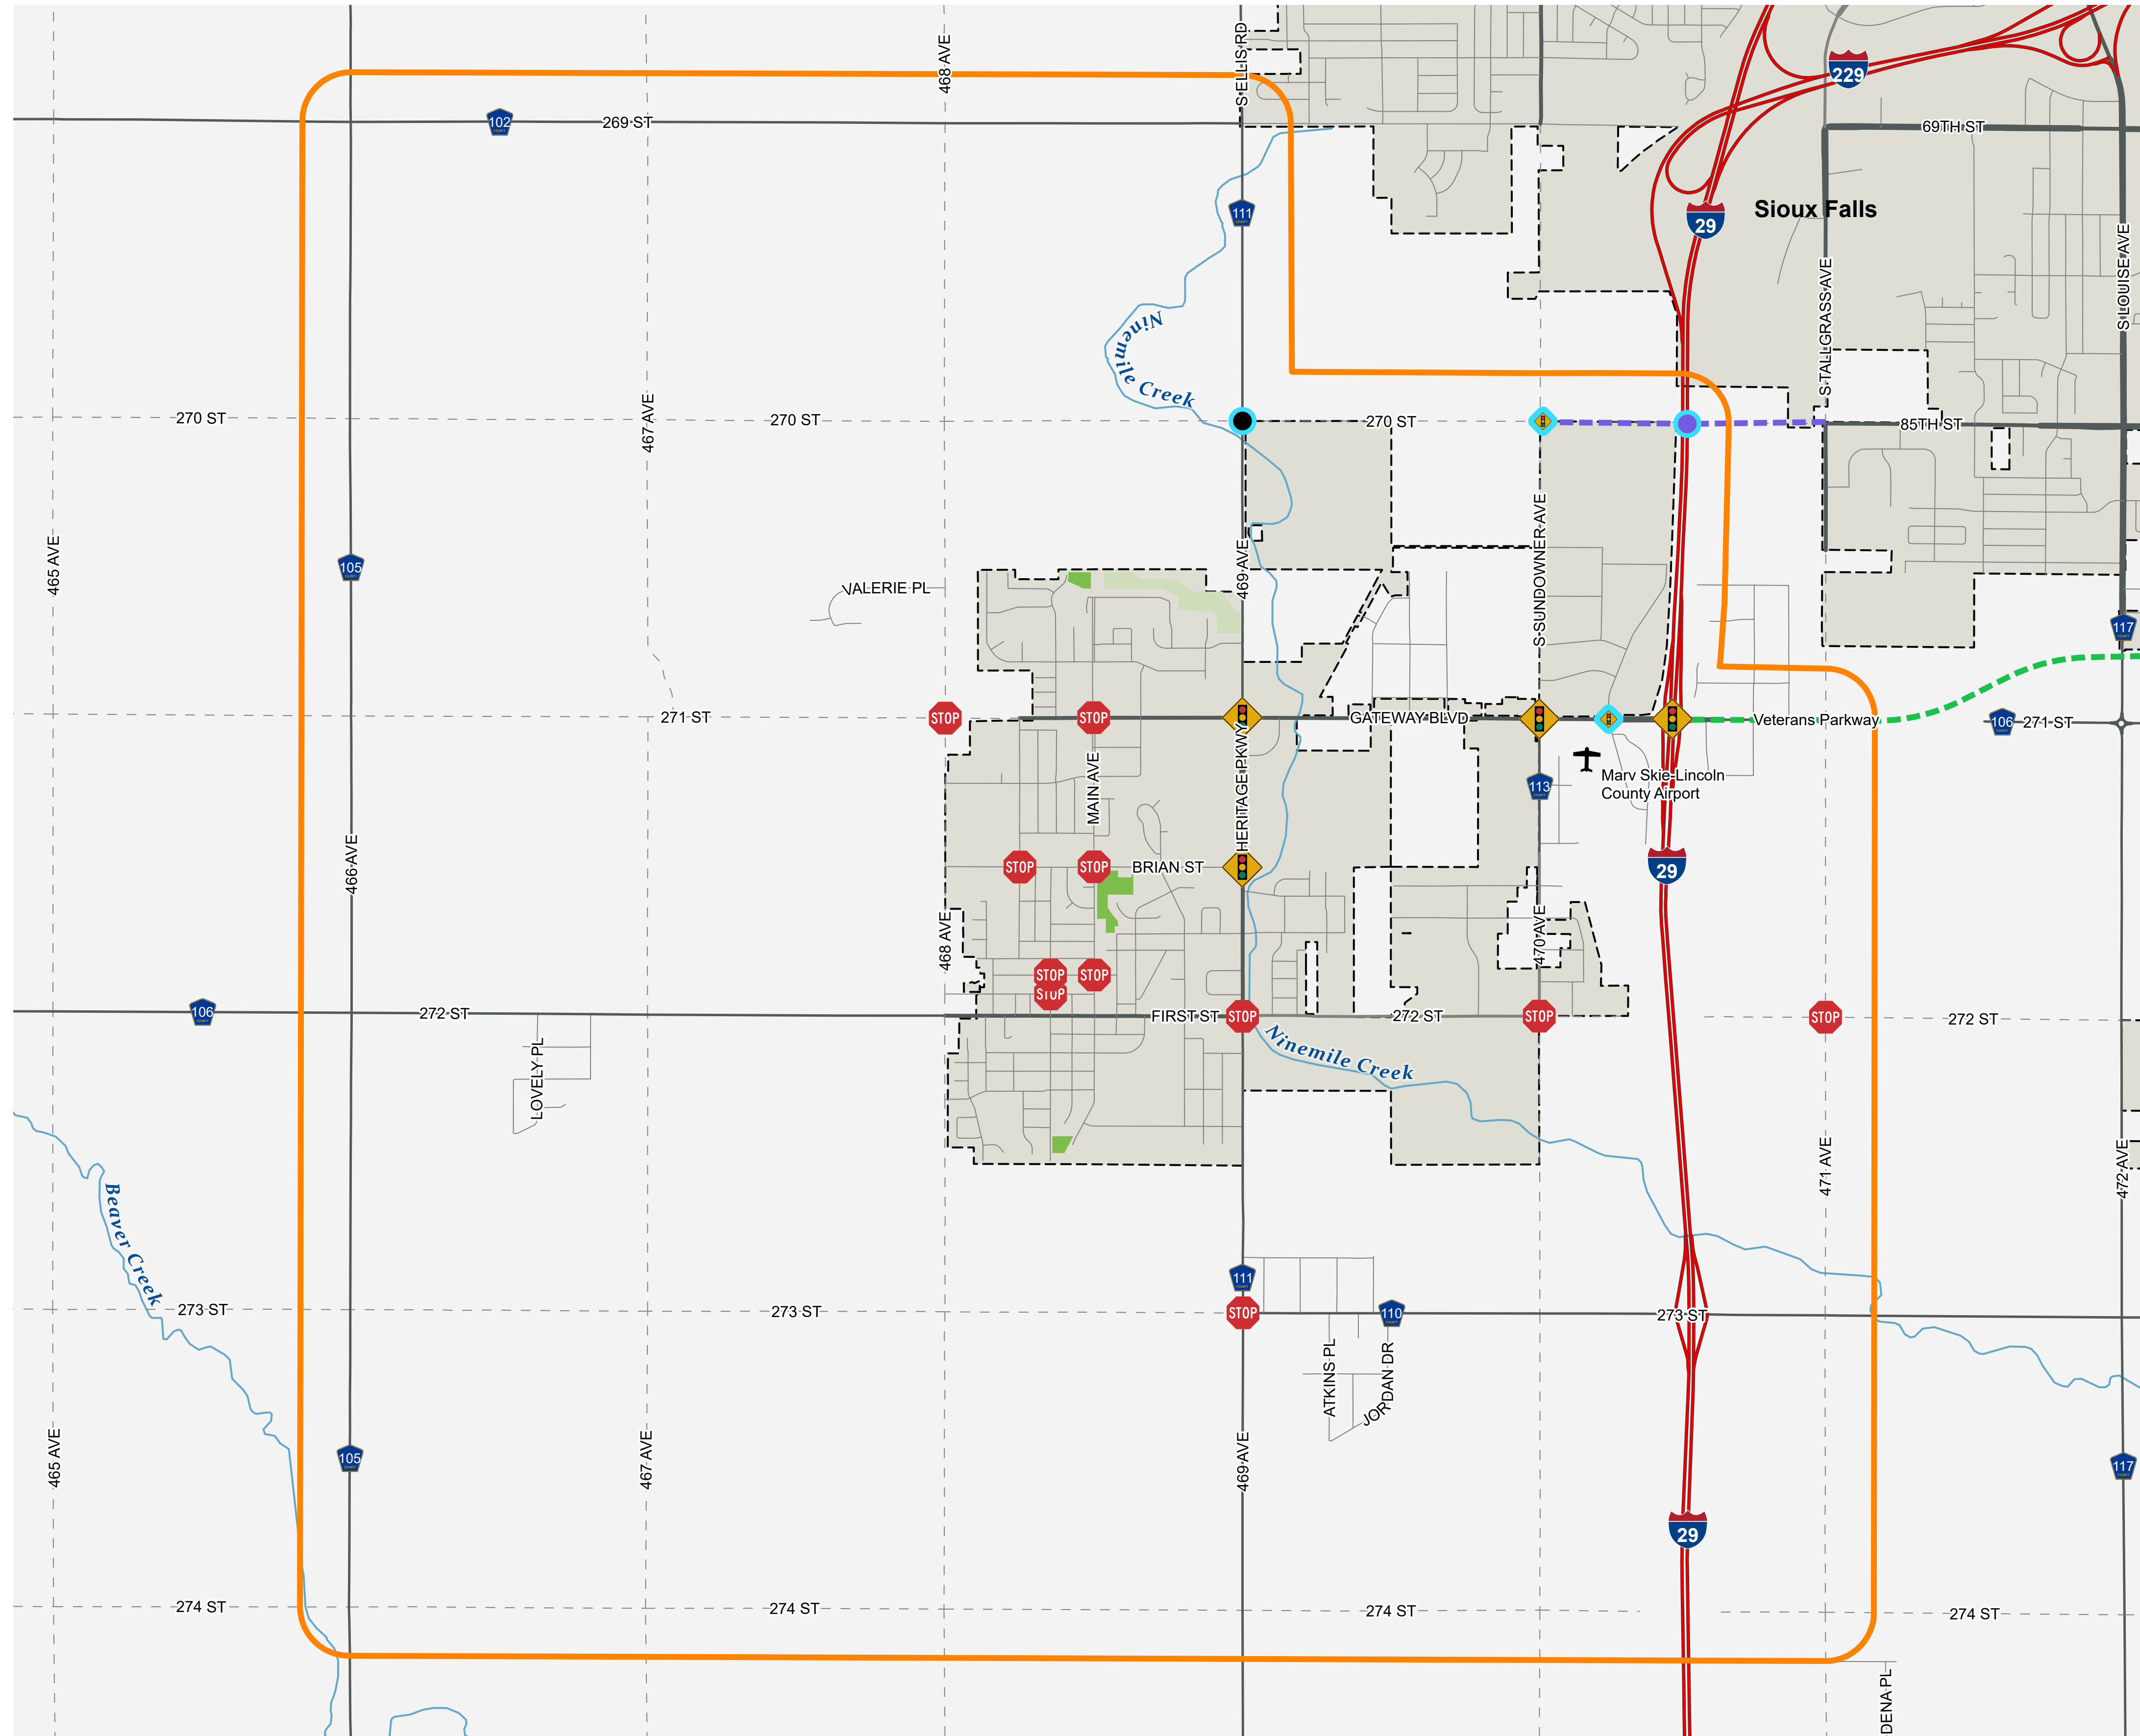 468 AVE
S ELLIS RD
229
102
269 ST
69TH ST
111
29
Sioux Falls
S TALLGRASS AVE
S LOUISE AVE
Ninemile Creek
270 ST
467 AVE
270 ST
270 ST
85TH ST
465 AVE
105
VALERIE PL
469 AVE
S SUNDOWNER AVE
117
271 ST
STOP
STOP
GATEWAY BLVD
Veterans Parkway
106
271 ST
MAIN AVE
HERITAGE PKWY
113
Marv Skie-Lincoln
County Airport
466 AVE
STOP
STOP
BRIAN ST
29
468 AVE
470 AVE
STOP
STOP
STOP
106
272 ST
FIRST ST
STOP
272 ST
STOP
STOP
272 ST
LOVELY PL
Ninemile Creek
471 AVE
472 AVE
Beaver Creek
111
273 ST
273 ST
STOP
110
273 ST
ATKINS PL
JORDAN DR
465 AVE
105
467 AVE
469 AVE
117
29
274 ST
274 ST
274 ST
274 ST
DENA PL